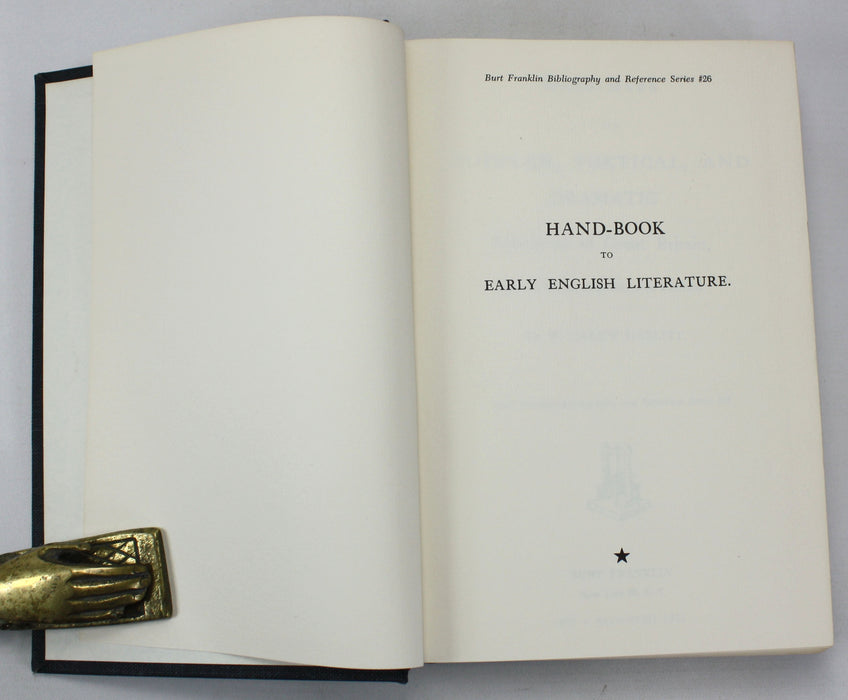 Burt Franklin Bibliography and Reference Series #26
HAND-BOOK
TO
EARLY ENGLISH LITERATURE.